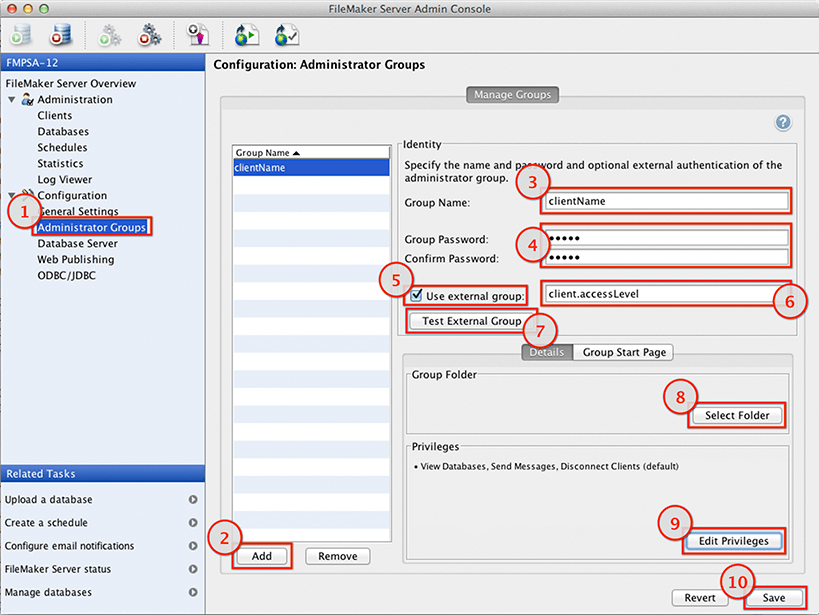 FileMaker Server Admin Console
FMPSA-12
FileMaker Server Overview
Administration
Clients
Databases
Schedules
Statistics
Log Viewer
Configuration
1
General Settings
Administrator Groups
Database Server
Web Publishing
ODBC/JDBC
Related Tasks
Upload a database
Create a schedule
Configure email notifications
FileMaker Server status
Manage databases
Configuration: Administrator Groups
Manage Groups
?
Group Name
clientName
2
Add
Remove
Identity
Specify the name and password and optional external authentication of the
administrator group.
3
Group Name:
clientName
Group Password:
•••••
4
Confirm Password:
•••••
5
Use external group:
client.accessLevel
6
Test External Group
7
Details
Group Start Page
Group Folder
8
Select Folder
Privileges
• View Databases, Send Messages, Disconnect Clients (default)
9
Edit Privileges
10
Revert
Save